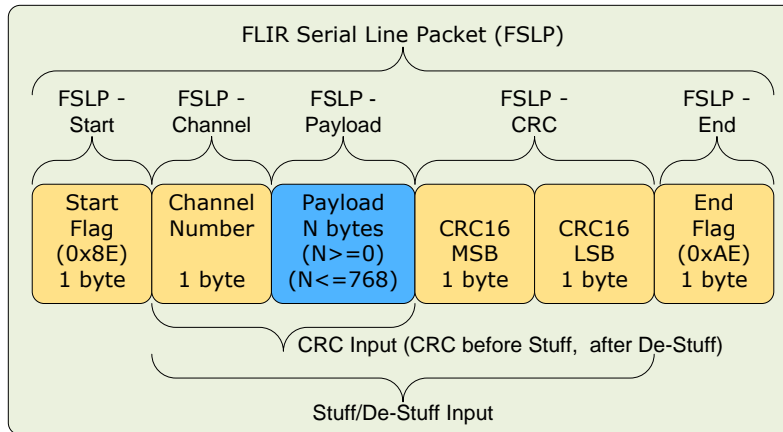 FLIR Serial Line Packet (FSLP)
FSLP - Start
FSLP - Channel
FSLP - Payload
FSLP - CRC
FSLP - End
Start
Flag
(0x8E)
1 byte
Channel
Number
1 byte
Payload
N bytes
(N>=0)
(N<=768)
CRC16
MSB
1 byte
CRC16
LSB
1 byte
End
Flag
(0xAE)
1 byte
CRC Input (CRC before Stuff, after De-Stuff)
Stuff/De-Stuff Input